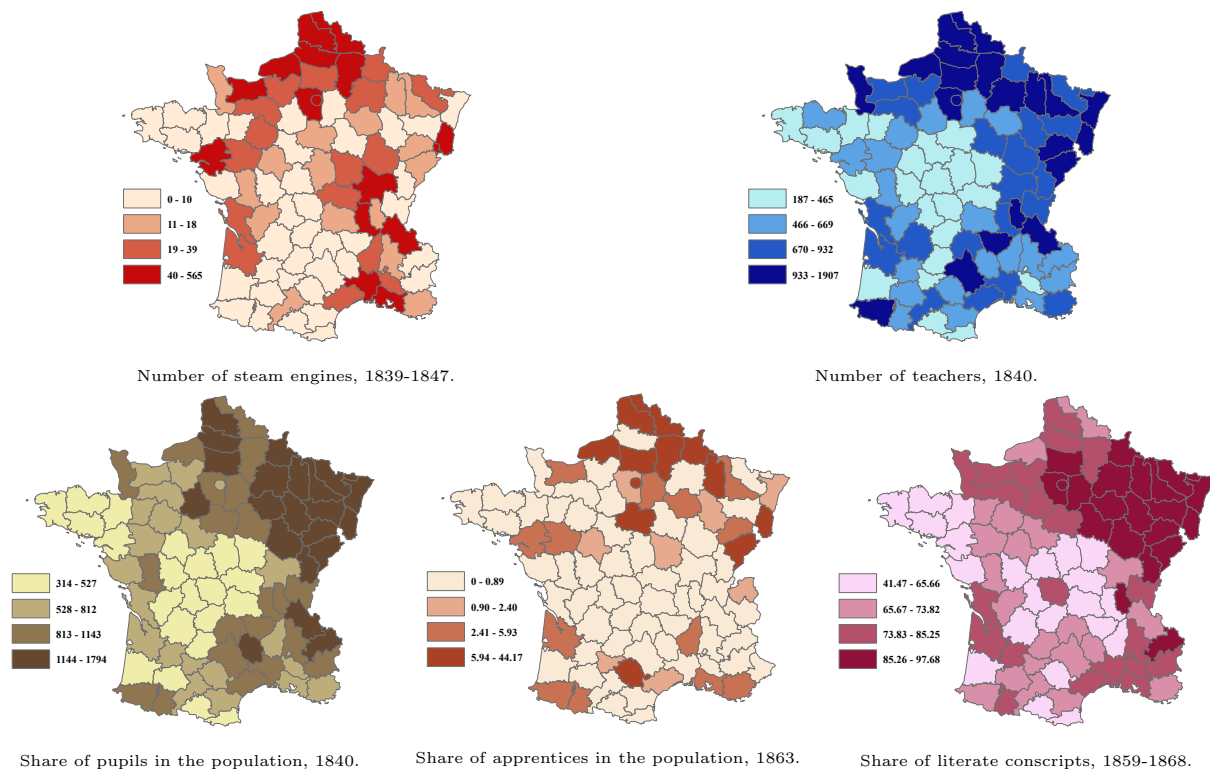 0 - 10
11 - 18
19 - 39
40 - 565
187 - 465
466 - 669
670 - 932
933 - 1907
Number of steam engines, 1839-1847.
Number of teachers, 1840.
314 - 527
528 - 812
813 - 1143
1144 - 1794
0 - 0.89
0.90 - 2.40
2.41 - 5.93
5.94 - 44.17
41.47 - 65.66
65.67 - 73.82
73.83 - 85.25
85.26 - 97.68
Share of pupils in the population, 1840.
Share of apprentices in the population, 1863.
Share of literate conscripts, 1859-1868.